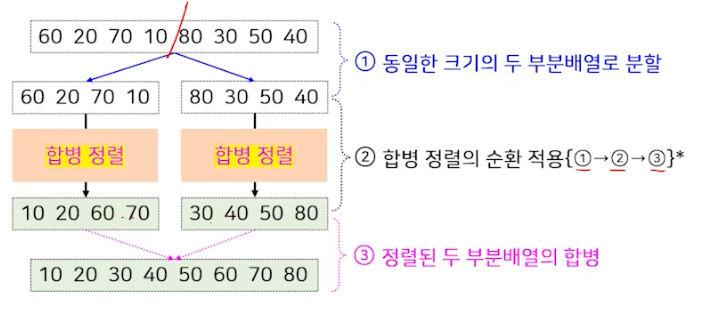 60 20 70 10 80 30 50 40
① 동일한 크기의 두 부분배열로 분할
60 20 70 10
80 30 50 40
합병 정렬
합병 정렬
② 합병 정렬의 순환 적용{①→②→③}*
10 20 60 70
30 40 50 80
③ 정렬된 두 부분배열의 합병
10 20 30 40 50 60 70 80